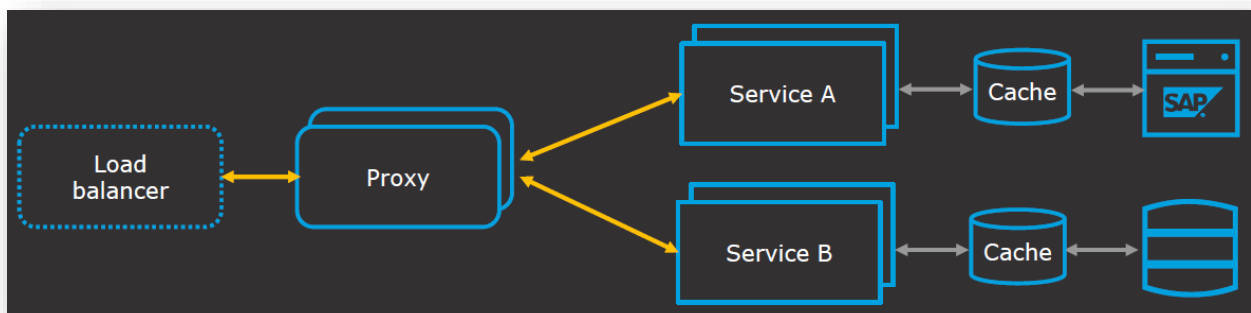 Load
balancer
Proxy
Service A
Cache
SAP
Service B
Cache